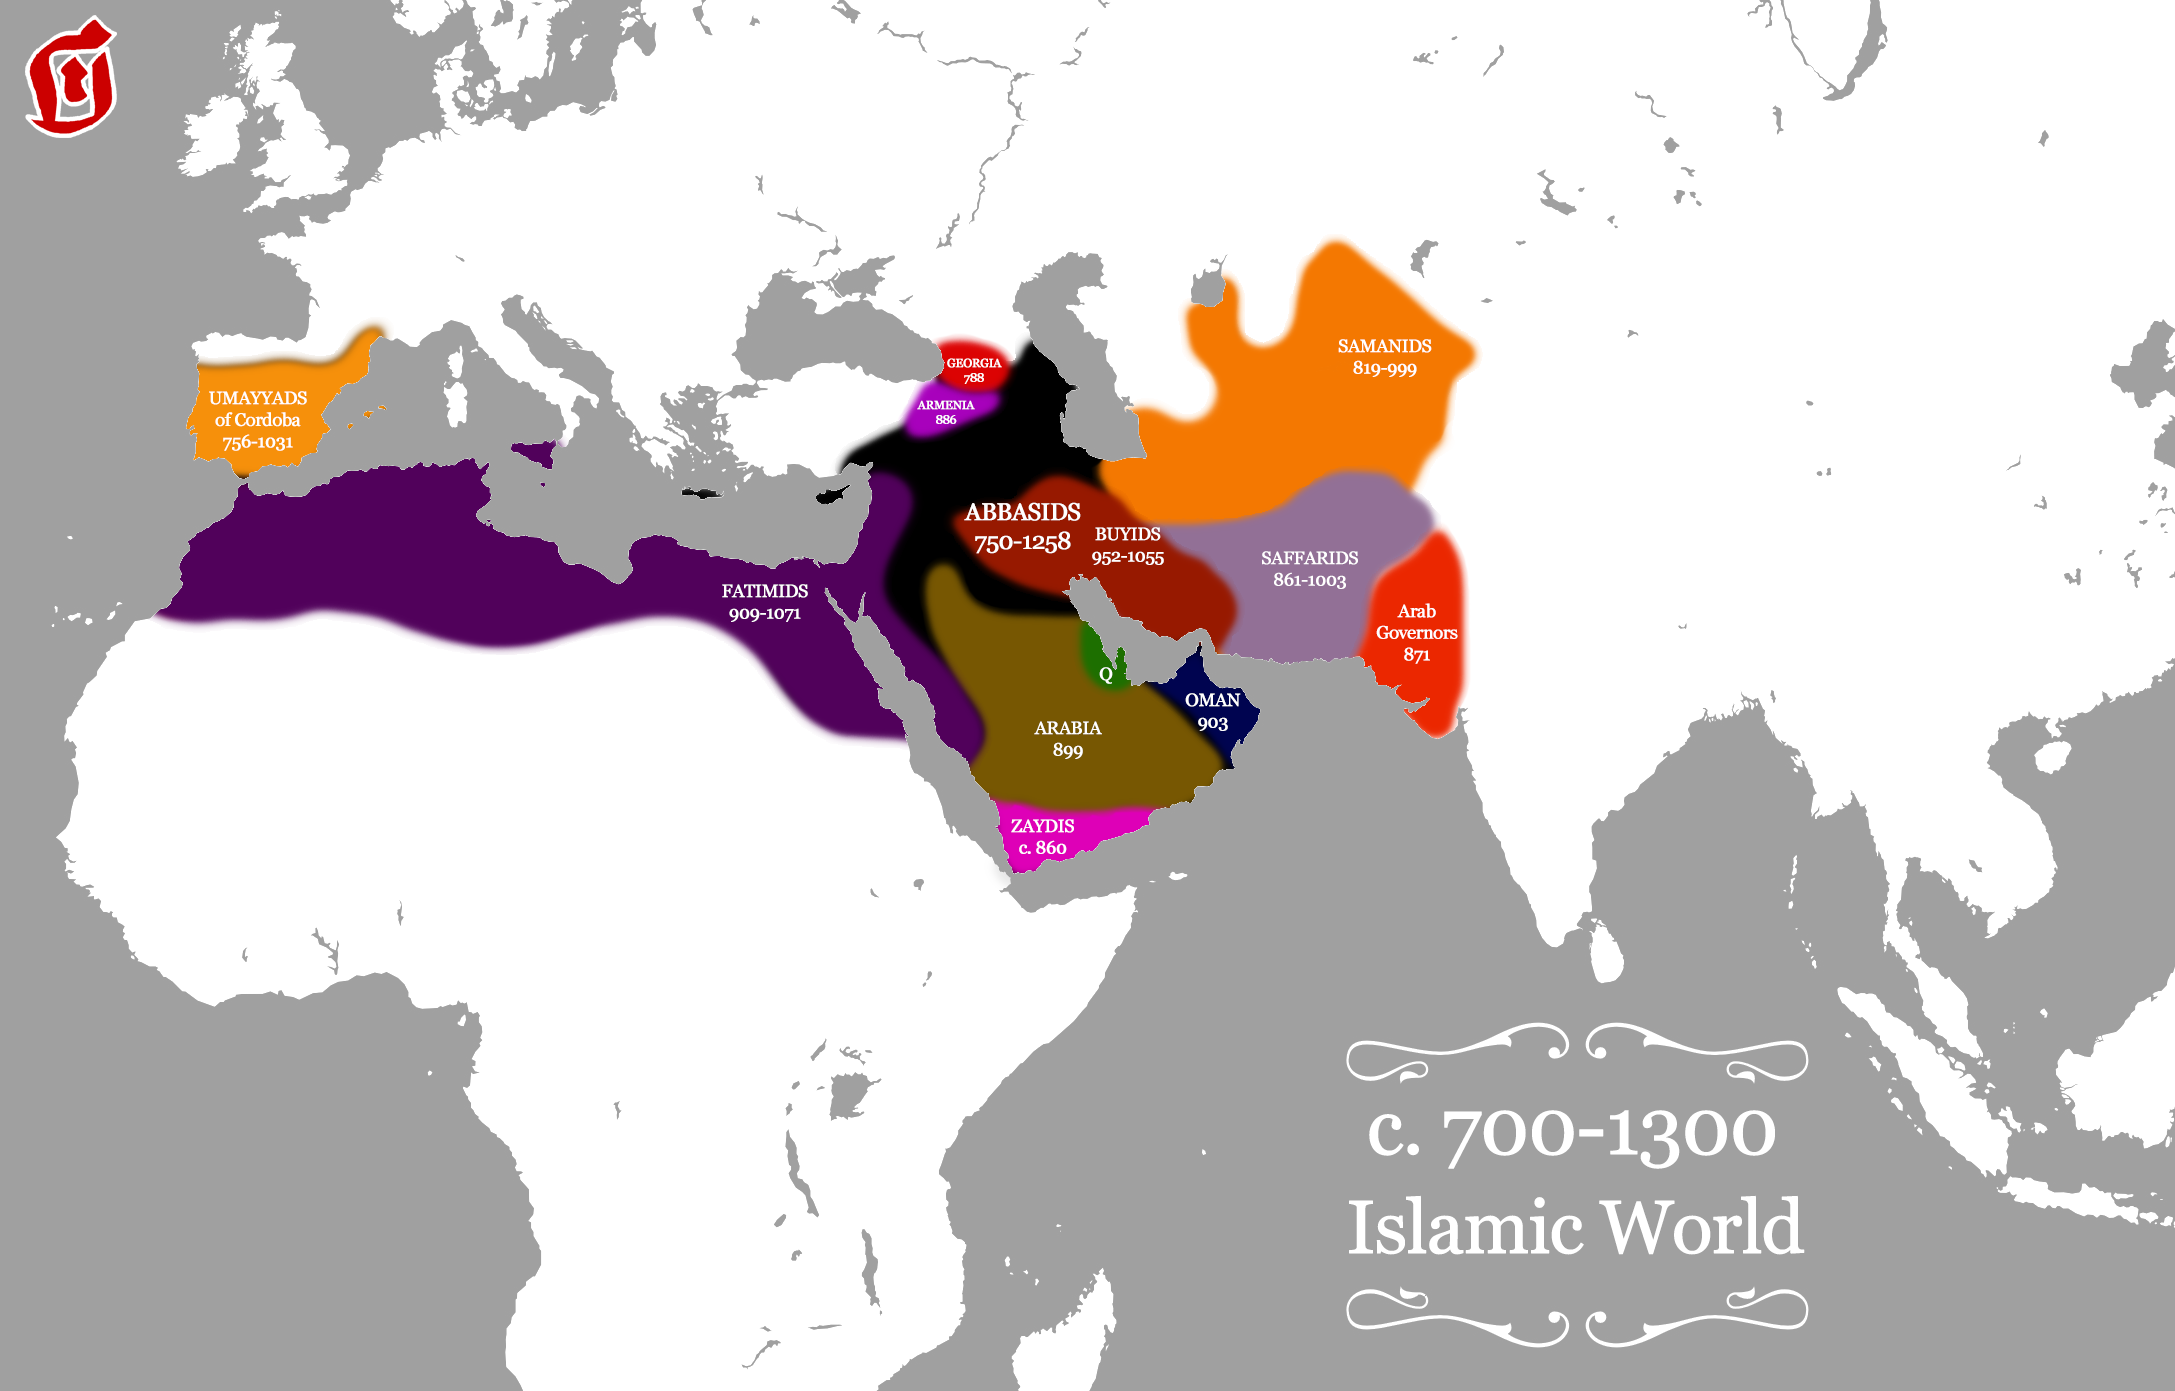 GEORGIA
788
SAMANIDS
819-999
UMAYYADS
of Cordoba
756-1031
ARMENIA
886
ABBASIDS
750-1258
BUYIDS
952-1055
SAFFARIDS
861-1003
FATIMIDS
909-1071
Arab
Governors
871
Q
OMAN
903
ARABIA
899
ZAYDIS
c. 860
c. 700-1300
Islamic World